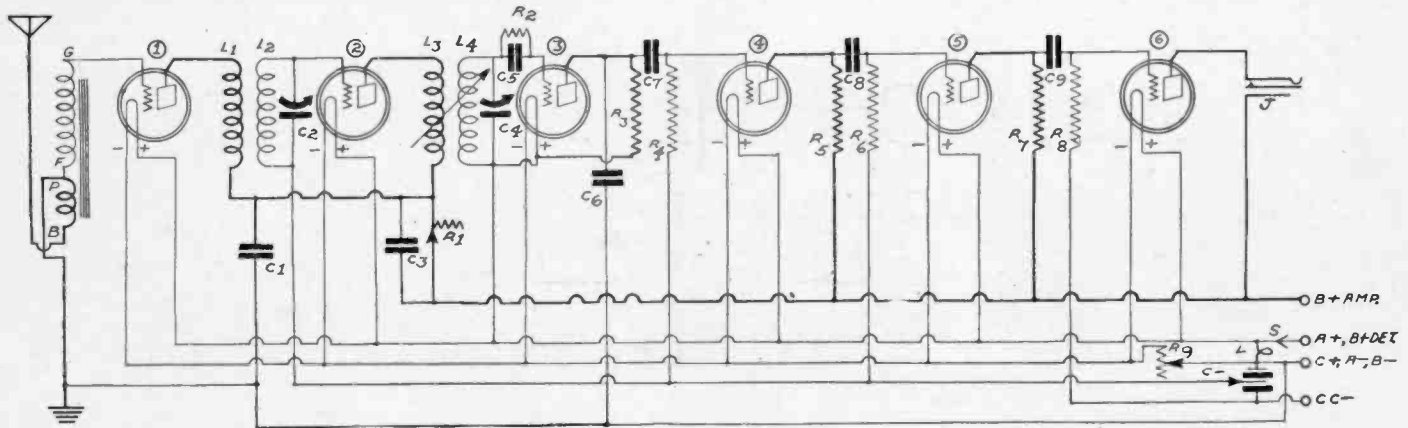 R2
① L1 L2 ② L3 L4 ③ ④ ⑤ ⑥
G
C5 C7 C8 C9
C2 C4 R3 R4 R5 R6 R7 R8 J
- + - + - + - + - + - +
F
P
B
C6
R1
C1 C3
B+ AMP.
S A+, B+ DET.
R9 L C+, A-, B-
C-
CC-